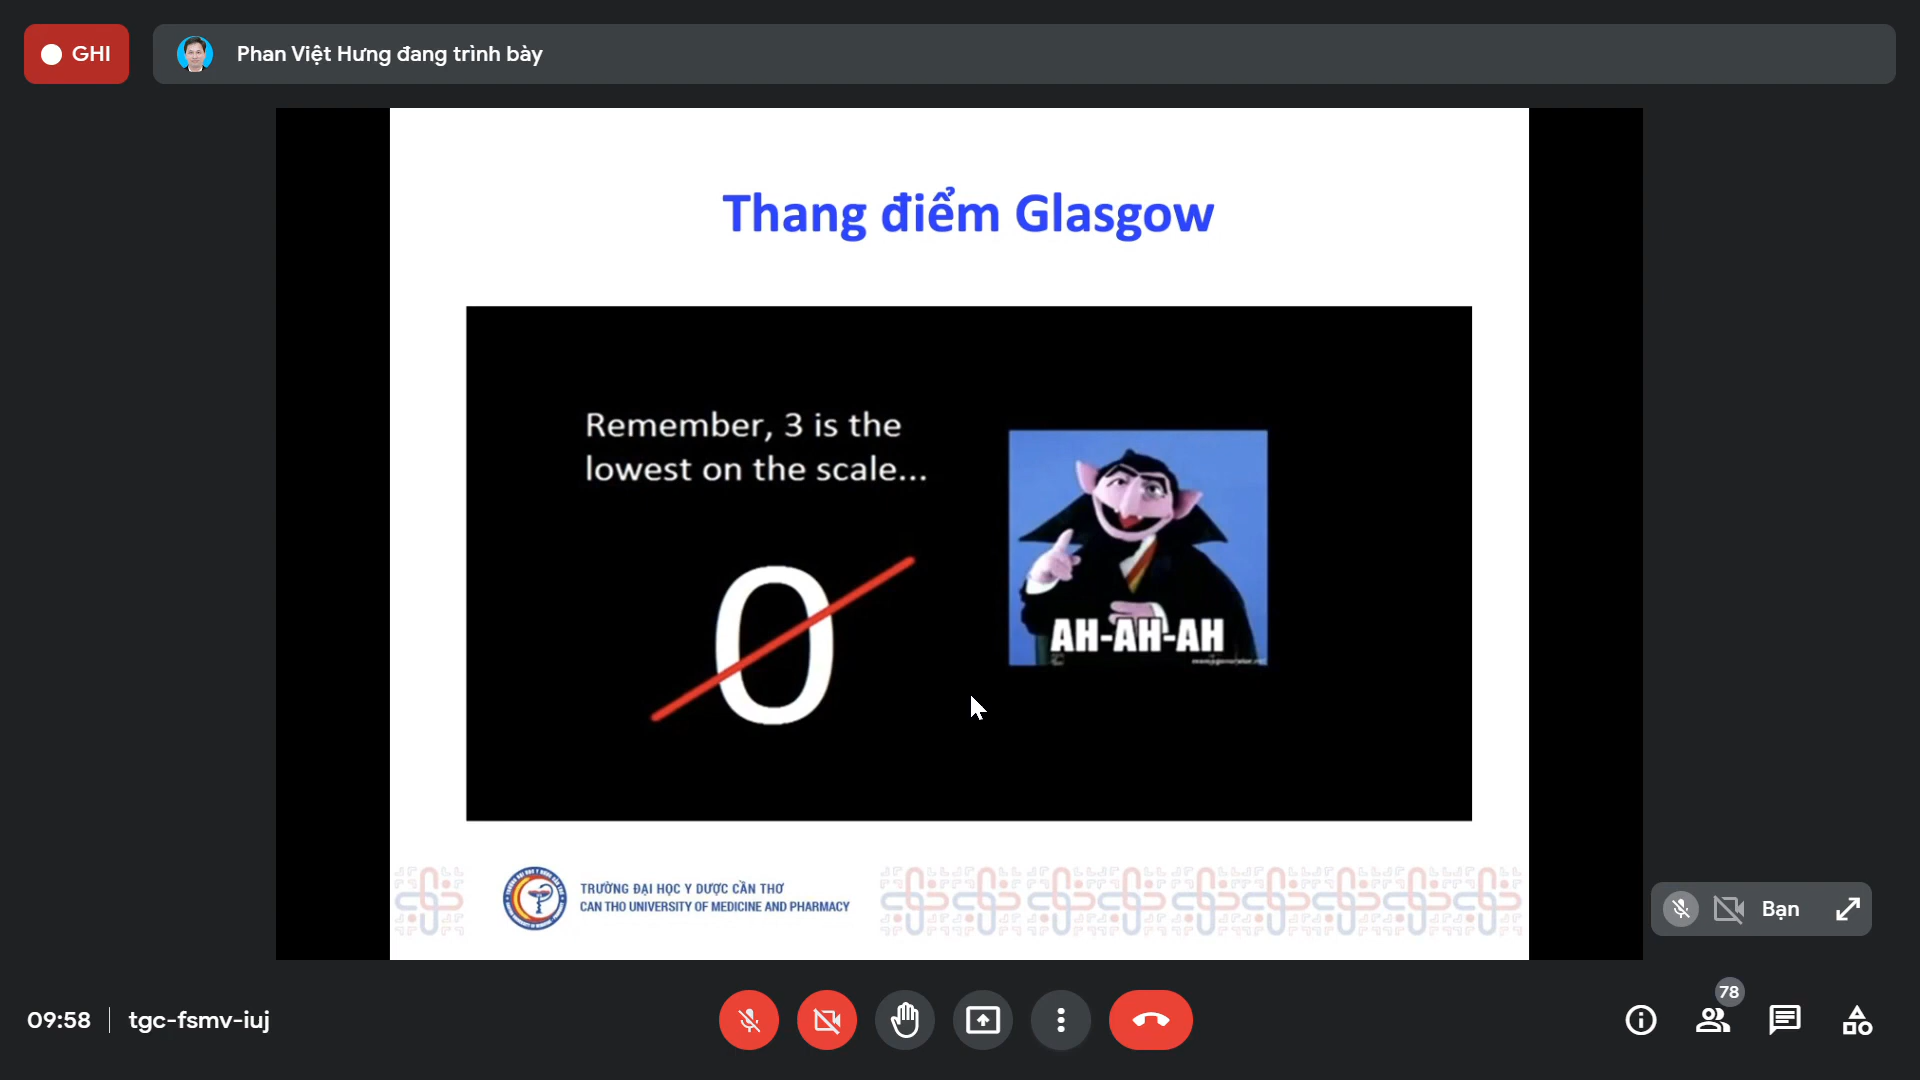 GHI
Phan Việt Hưng đang trình bày
Thang điểm Glasgow
Remember, 3 is the
lowest on the scale...
0
AH-AH-AH
TRƯỜNG ĐẠI HỌC Y DƯỢC CẦN THƠ
CAN THO UNIVERSITY OF MEDICINE AND PHARMACY
Bạn
09:58
tgc-fsmv-iuj
78